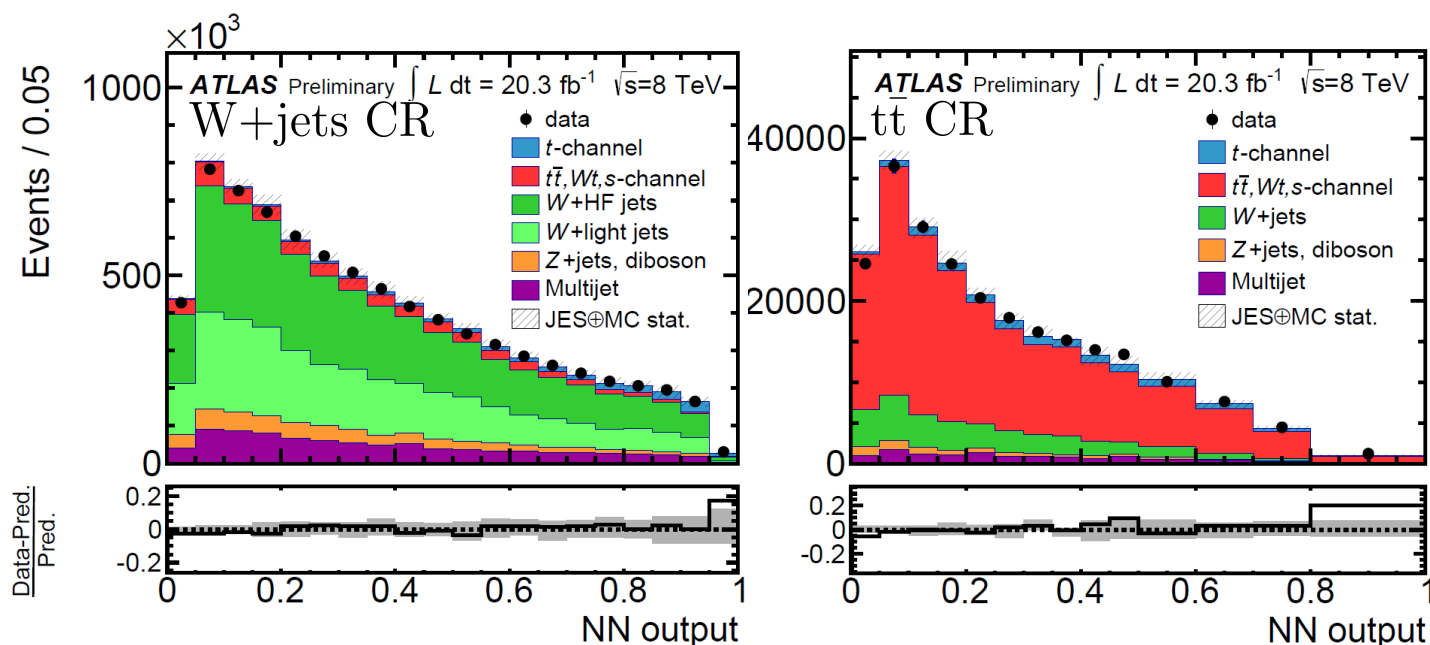 ×10³
Events / 0.05
1000
500
0
ATLAS Preliminary ∫ L dt = 20.3 fb⁻¹ √s=8 TeV
W+jets CR
data
t-channel
tt̄,Wt,s-channel
W+HF jets
W+light jets
Z+jets, diboson
Multijet
JES⊕MC stat.
Data-Pred.
Pred.
0.2
0
-0.2
0 0.2 0.4 0.6 0.8 1
NN output
40000
20000
0
ATLAS Preliminary ∫ L dt = 20.3 fb⁻¹ √s=8 TeV
tt̄ CR
data
t-channel
tt̄,Wt,s-channel
W+jets
Z+jets, diboson
Multijet
JES⊕MC stat.
0.2
0
-0.2
0 0.2 0.4 0.6 0.8 1
NN output